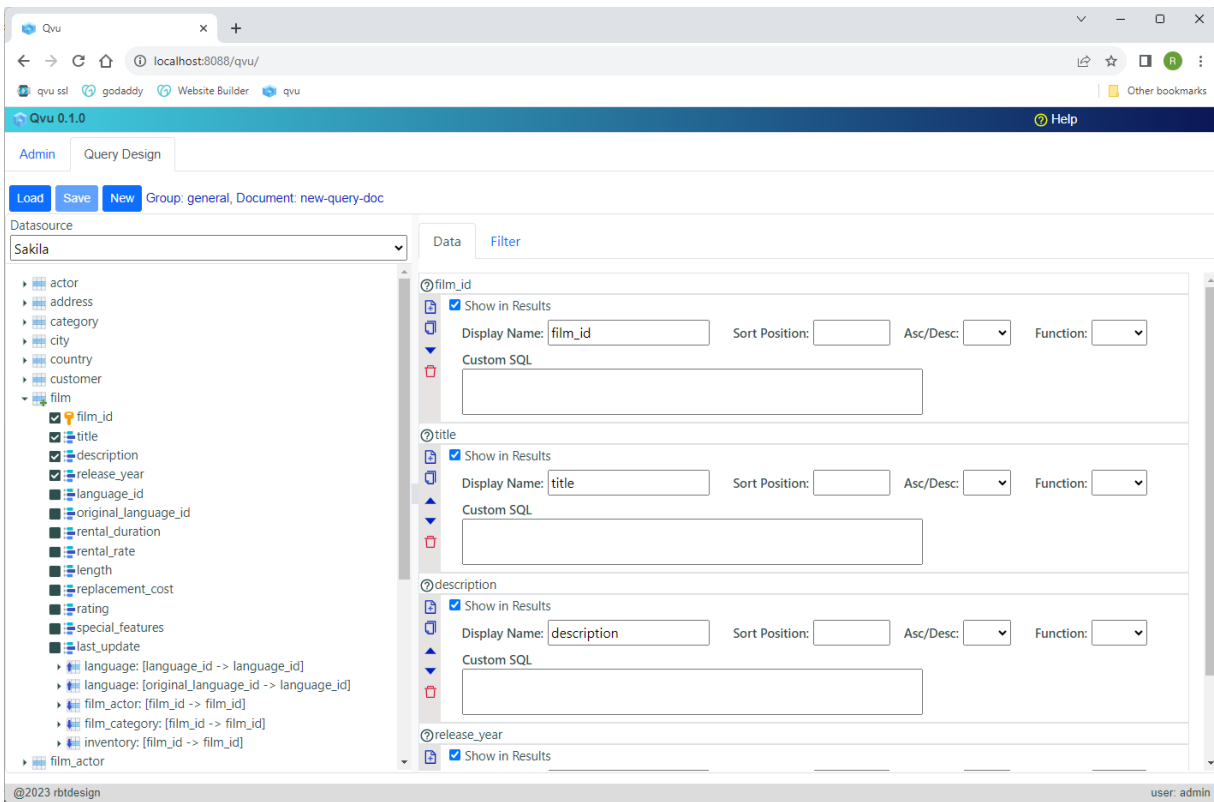 Qvu
localhost:8088/qvu/
R
qvu ssl godaddy Website Builder qvu Other bookmarks
Qvu 0.1.0 Help
Admin Query Design
Load Save New Group: general, Document: new-query-doc
Datasource
Sakila
actor
address
category
city
country
customer
film
film_id
title
description
release_year
language_id
original_language_id
rental_duration
rental_rate
length
replacement_cost
rating
special_features
last_update
language: [language_id -> language_id]
language: [original_language_id -> language_id]
film_actor: [film_id -> film_id]
film_category: [film_id -> film_id]
inventory: [film_id -> film_id]
film_actor
Data Filter
film_id
Show in Results
Display Name: film_id Sort Position: Asc/Desc: Function:
Custom SQL
title
Show in Results
Display Name: title Sort Position: Asc/Desc: Function:
Custom SQL
description
Show in Results
Display Name: description Sort Position: Asc/Desc: Function:
Custom SQL
release_year
Show in Results
@2023 rbtdesign user: admin